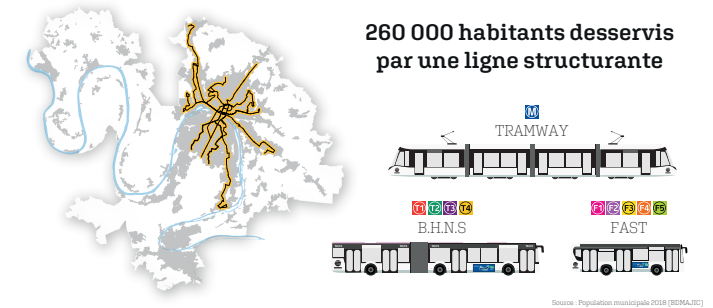 260 000 habitants desservis
par une ligne structurante
M
TRAMWAY
T1 T2 T3 T4
B.H.N.S
F1 F2 F3 F4 F5
FAST
Source : Population municipale 2018 (BDMAJIC)